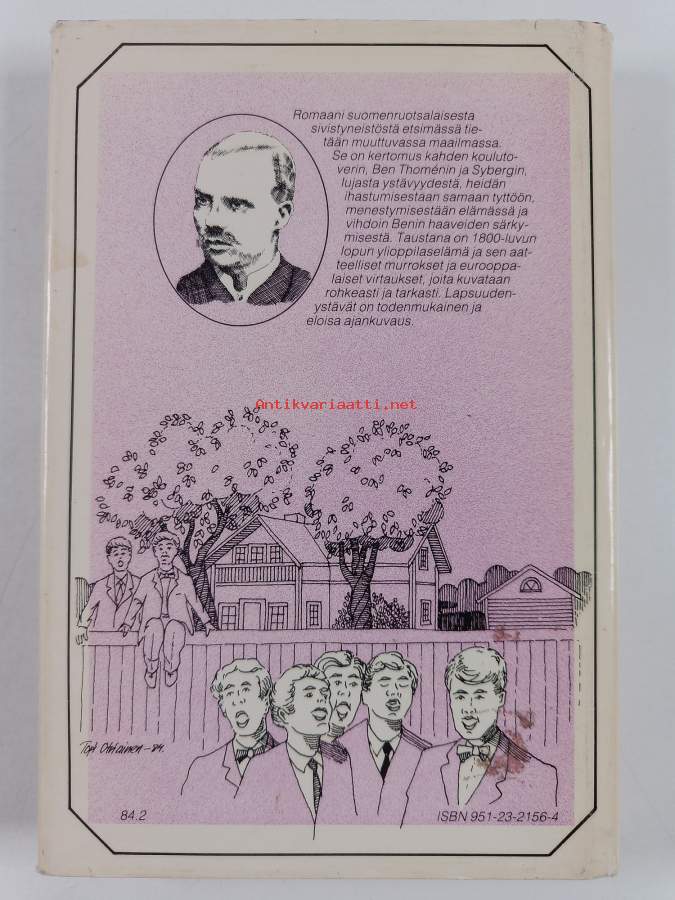 Romaani suomenruotsalaisesta
sivistyneistöstä etsimässä tie-
tään muuttuvassa maailmassa.
Se on kertomus kahden kouluto-
verin, Ben Thoménin ja Sybergin,
lujasta ystävyydestä, heidän
ihastumisestaan samaan tyttöön,
menestymisestään elämässä ja
vihdoin Benin haaveiden särky-
misestä. Taustana on 1800-luvun
lopun ylioppilaselämä ja sen aat-
teelliset murrokset ja eurooppa-
laiset virtaukset, joita kuvataan
rohkeasti ja tarkasti. Lapsuuden-
ystävät on todenmukainen ja
eloisa ajankuvaus.
Antikvariaatti.net
-84.
84.2
ISBN 951-23-2156-4